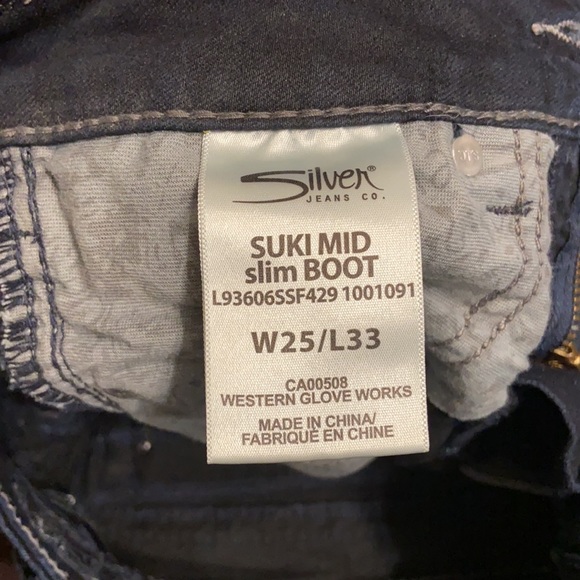 Silver®
JEANS CO.
SUKI MID
slim BOOT
L93606SSF429 1001091
W25/L33
CA00508
WESTERN GLOVE WORKS
MADE IN CHINA/
FABRIQUÉ EN CHINE